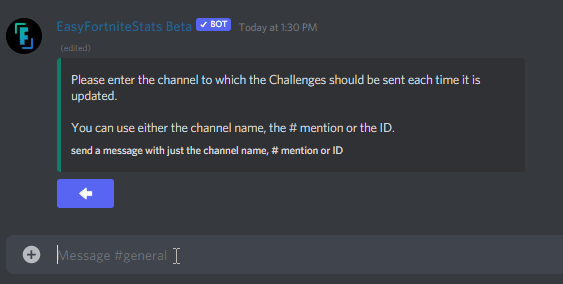 EasyFortniteStats Beta ✓ BOT Today at 1:30 PM
(edited)
Please enter the channel to which the Challenges should be sent each time it is
updated.
You can use either the channel name, the # mention or the ID.
send a message with just the channel name, # mention or ID
Message #general